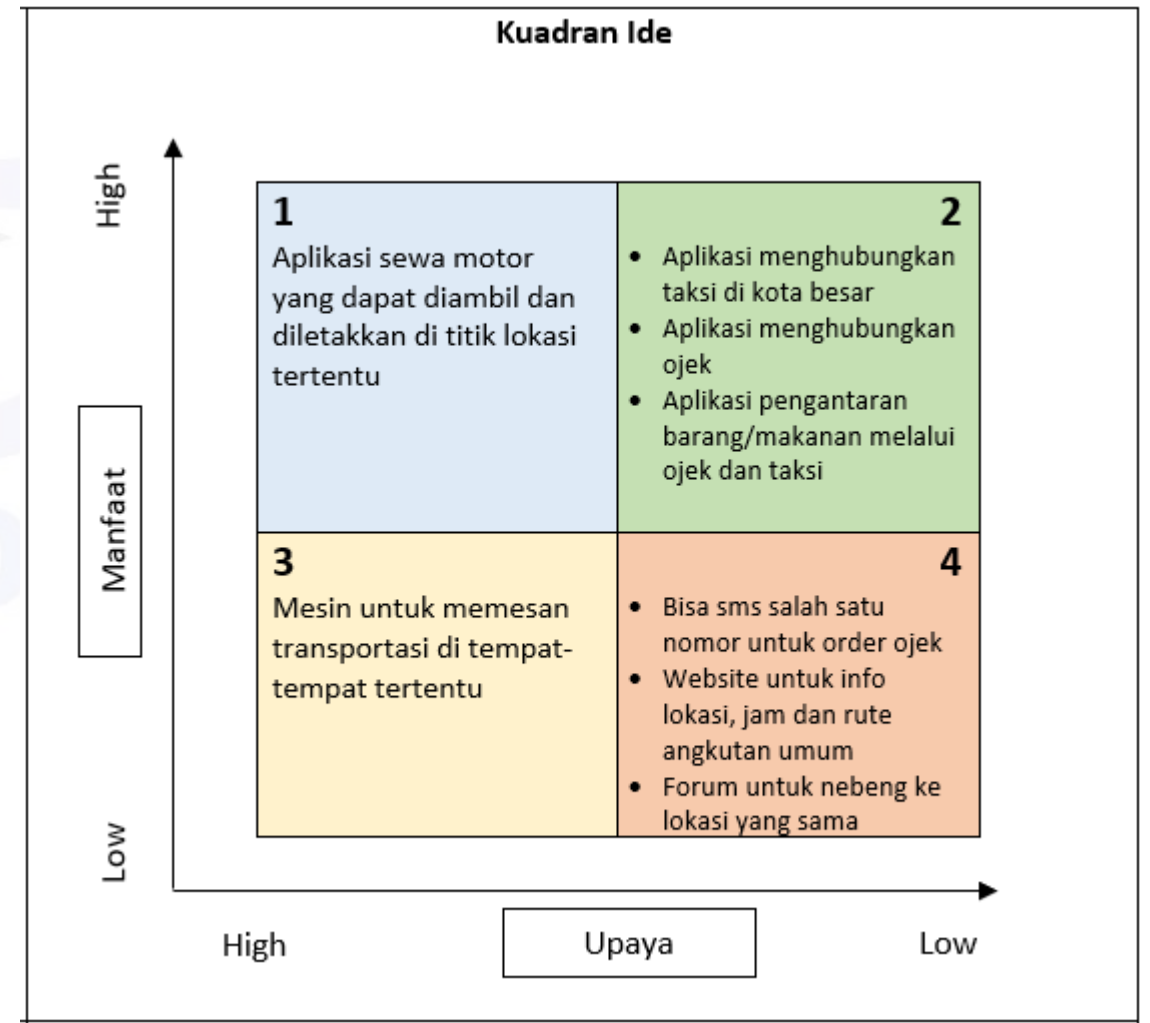 Kuadran Ide
High
Manfaat
Low
1
Aplikasi sewa motor
yang dapat diambil dan
diletakkan di titik lokasi
tertentu
2
• Aplikasi menghubungkan
taksi di kota besar
• Aplikasi menghubungkan
ojek
• Aplikasi pengantaran
barang/makanan melalui
ojek dan taksi
3
Mesin untuk memesan
transportasi di tempat-
tempat tertentu
4
• Bisa sms salah satu
nomor untuk order ojek
• Website untuk info
lokasi, jam dan rute
angkutan umum
• Forum untuk nebeng ke
lokasi yang sama
High
Upaya
Low